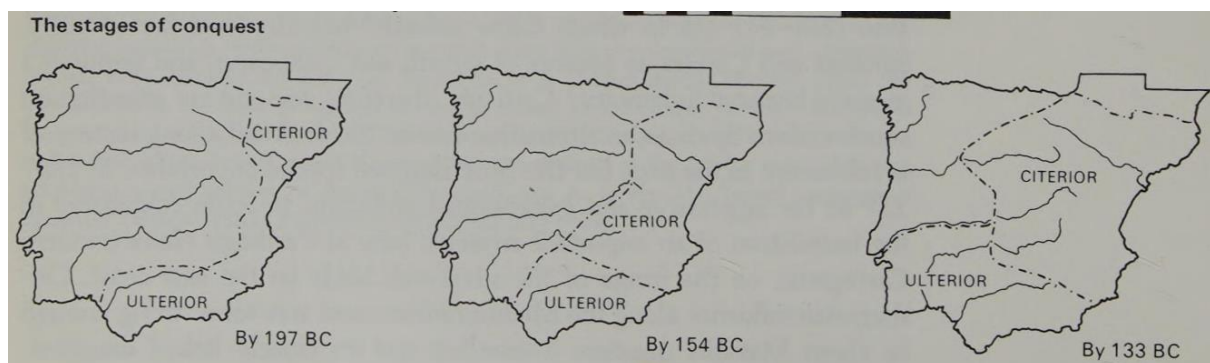 The stages of conquest
CITERIOR
ULTERIOR
By 197 BC
CITERIOR
ULTERIOR
By 154 BC
CITERIOR
ULTERIOR
By 133 BC